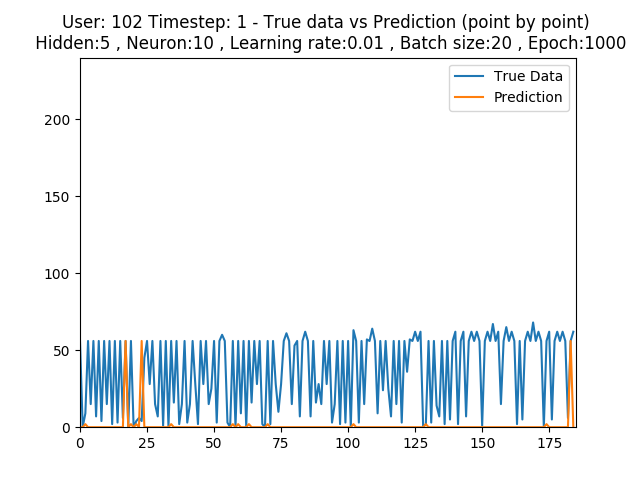 User: 102 Timestep: 1 - True data vs Prediction (point by point)
Hidden:5 , Neuron:10 , Learning rate:0.01 , Batch size:20 , Epoch:1000
True Data
Prediction
200
150
100
50
0
0 25 50 75 100 125 150 175